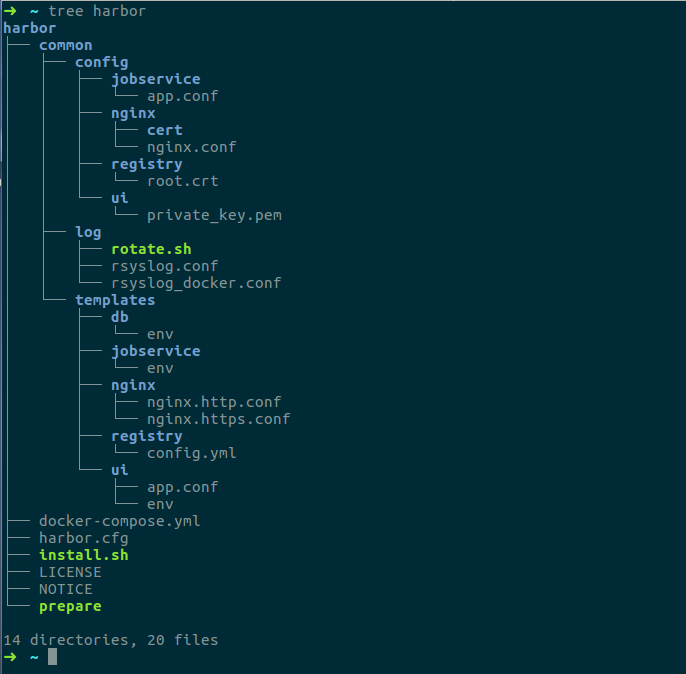 ➜  ~ tree harbor
harbor
├── common
│   ├── config
│   │   ├── jobservice
│   │   │   └── app.conf
│   │   ├── nginx
│   │   │   ├── cert
│   │   │   └── nginx.conf
│   │   ├── registry
│   │   │   └── root.crt
│   │   └── ui
│   │       └── private_key.pem
│   ├── log
│   │   ├── rotate.sh
│   │   ├── rsyslog.conf
│   │   └── rsyslog_docker.conf
│   └── templates
│       ├── db
│       │   └── env
│       ├── jobservice
│       │   └── env
│       ├── nginx
│       │   ├── nginx.http.conf
│       │   └── nginx.https.conf
│       ├── registry
│       │   └── config.yml
│       └── ui
│           ├── app.conf
│           └── env
├── docker-compose.yml
├── harbor.cfg
├── install.sh
├── LICENSE
├── NOTICE
└── prepare

14 directories, 20 files
➜  ~